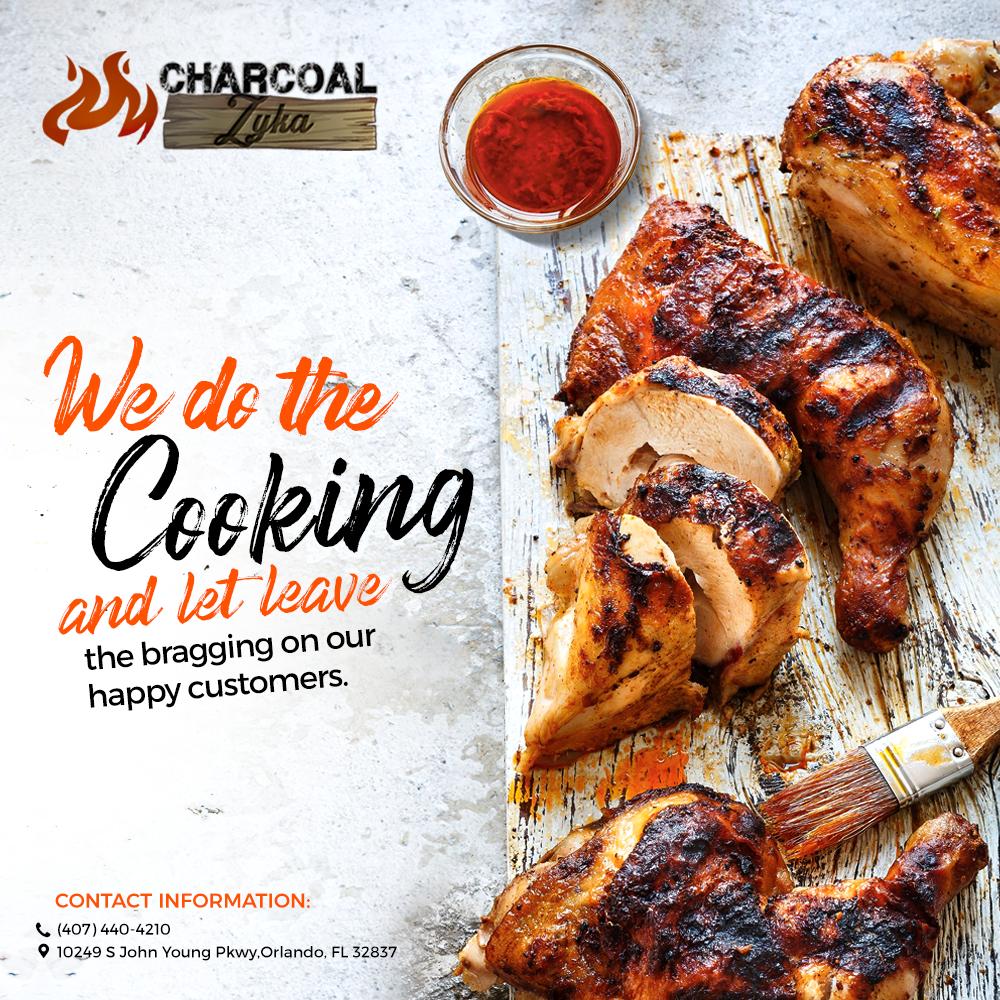 CHARCOAL
Zyka
We do the
Cooking
and let leave
the bragging on our
happy customers.
CONTACT INFORMATION:
(407) 440-4210
10249 S John Young Pkwy,Orlando, FL 32837